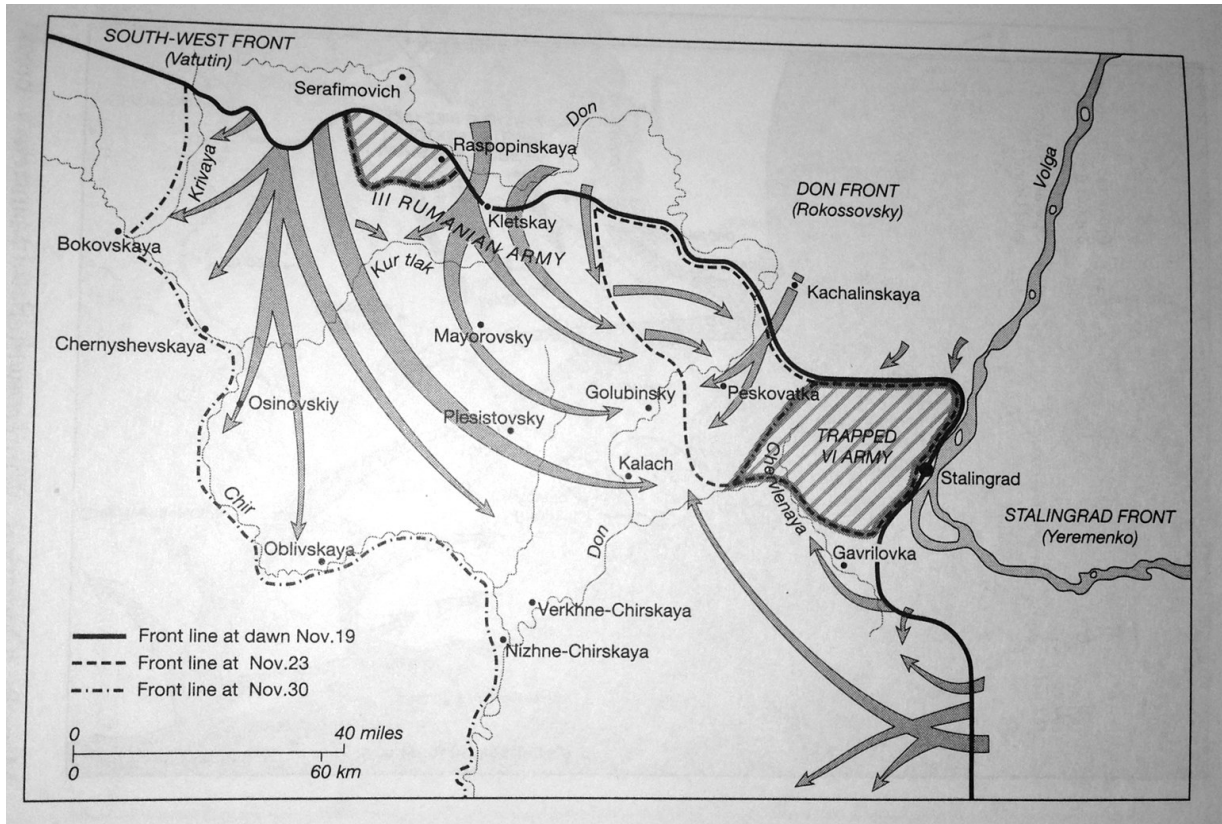 SOUTH-WEST FRONT
(Vatutin)
Serafimovich
Don
Raspopinskaya
Krivaya
Volga
DON FRONT
(Rokossovsky)
III RUMANIAN ARMY
Kletskay
Bokovskaya
Kur tlak
Kachalinskaya
Mayorovsky
Chernyshevskaya
Golubinsky
Peskovatka
Osinovskiy
Plesistovsky
TRAPPED
VI ARMY
Kalach
Stalingrad
Chervlenaya
Chir
STALINGRAD FRONT
(Yeremenko)
Don
Oblivskaya
Gavrilovka
Verkhne-Chirskaya
Nizhne-Chirskaya
Front line at dawn Nov.19
Front line at Nov.23
Front line at Nov.30
0 40 miles
0 60 km